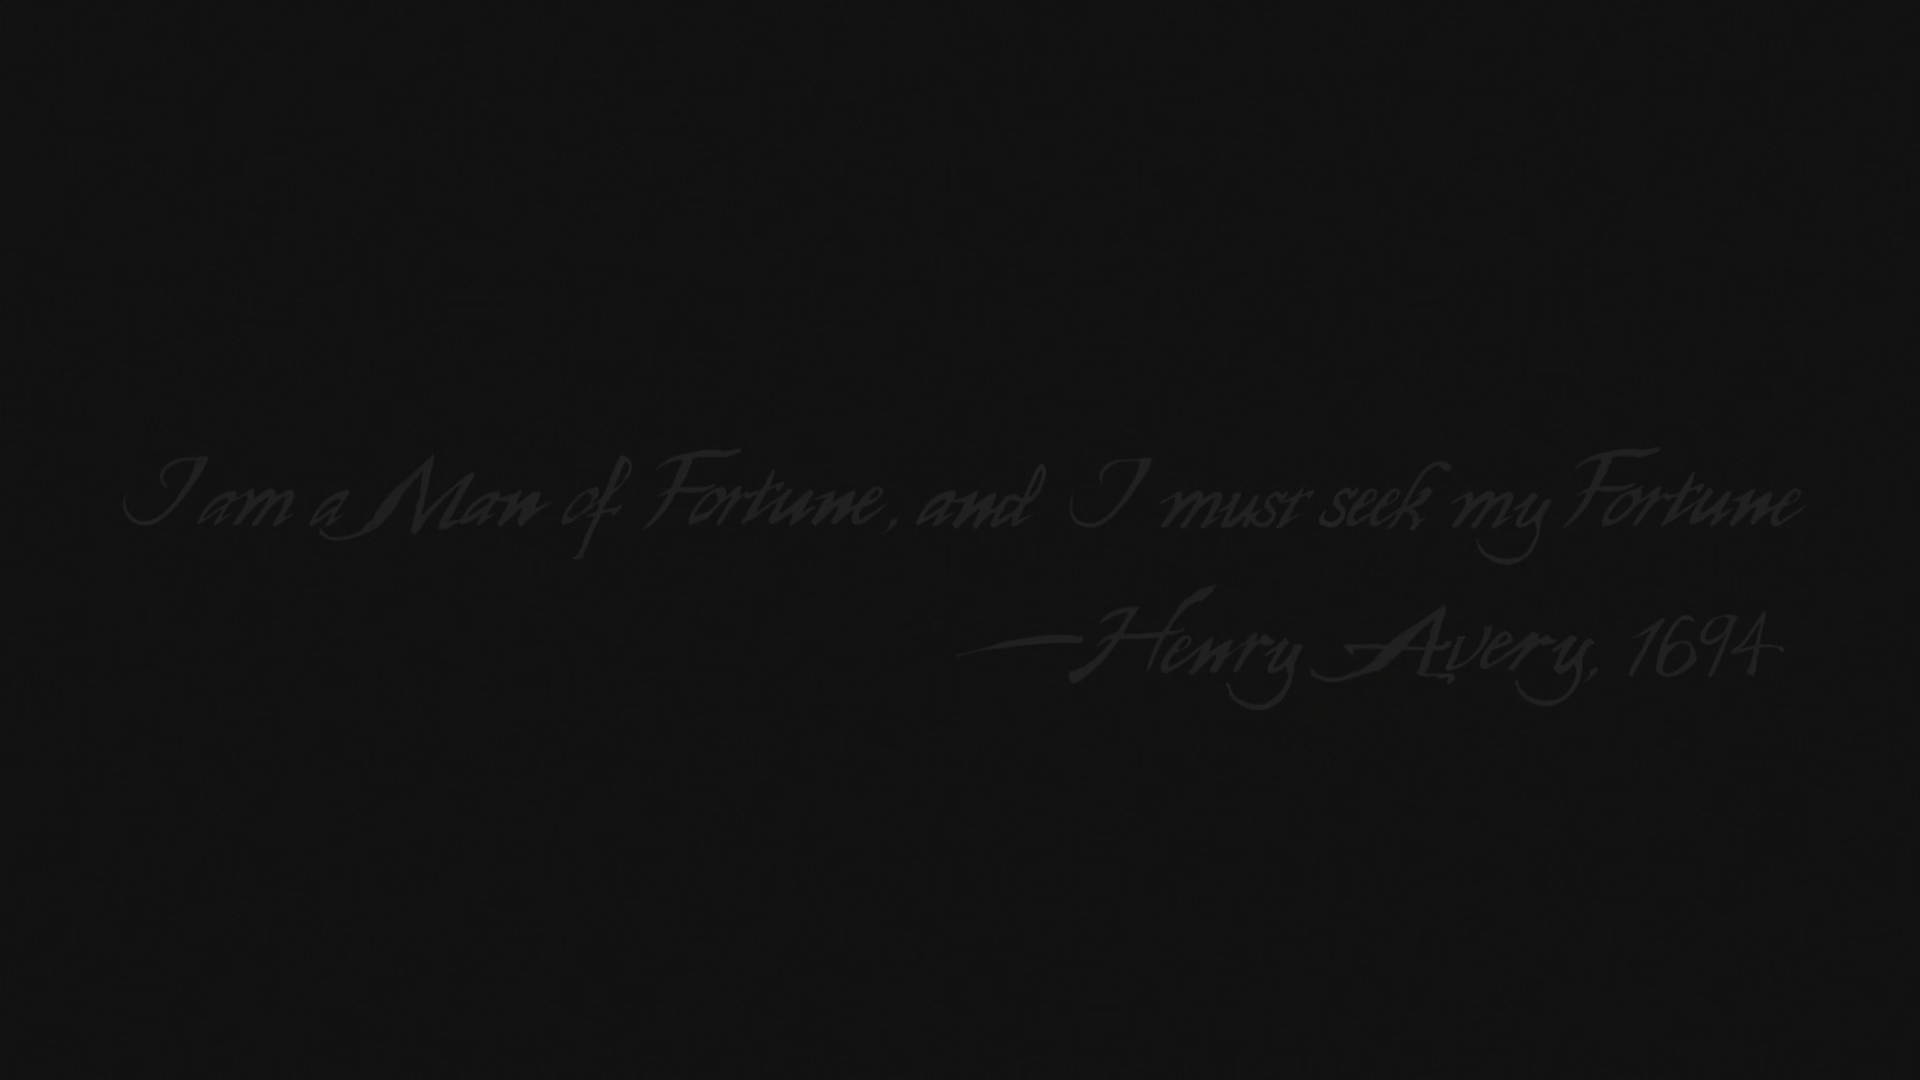 I am a Man of Fortune, and I must seek my Fortune
—Henry Avery, 1694